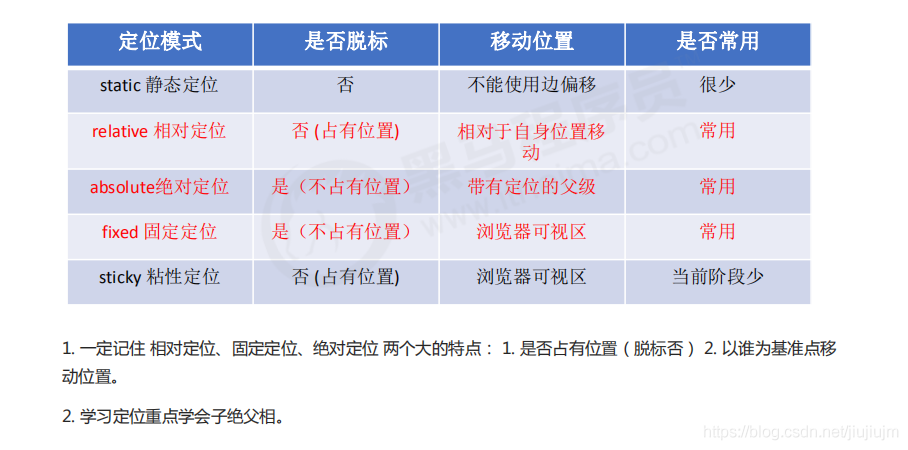 定位模式 是否脱标 移动位置 是否常用
static 静态定位 否 不能使用边偏移 很少
relative 相对定位 否 (占有位置) 相对于自身位置移
动 常用
absolute绝对定位 是（不占有位置） 带有定位的父级 常用
fixed 固定定位 是（不占有位置） 浏览器可视区 常用
sticky 粘性定位 否 (占有位置) 浏览器可视区 当前阶段少
1. 一定记住 相对定位、固定定位、绝对定位 两个大的特点： 1. 是否占有位置（脱标否） 2. 以谁为基准点移
动位置。
2. 学习定位重点学会子绝父相。
黑马程序员
https://blog.csdn.net/jiujiujm